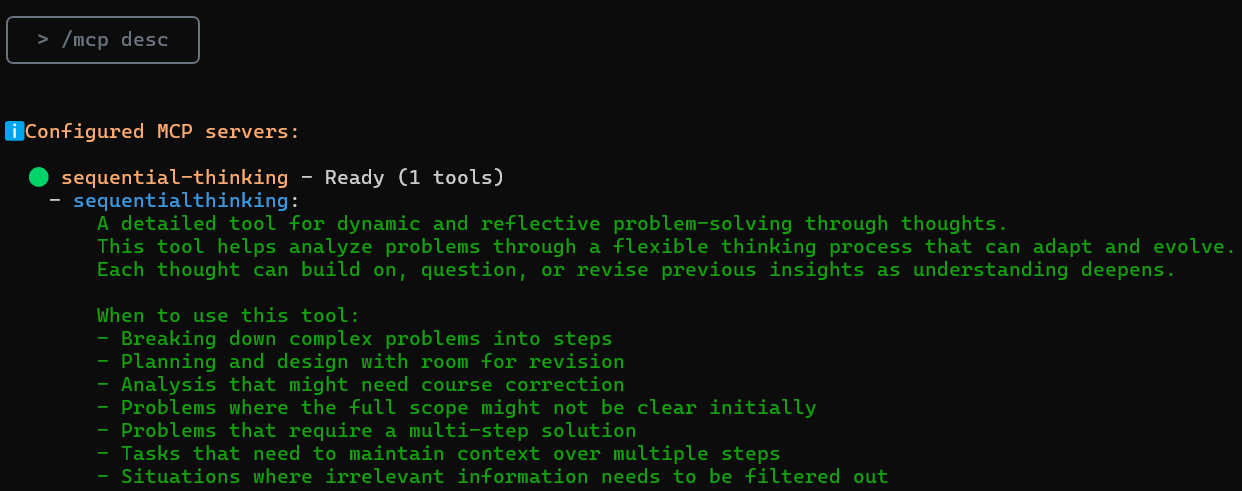 > /mcp desc
ℹConfigured MCP servers:
🟢 sequential-thinking - Ready (1 tools)
- sequentialthinking:
A detailed tool for dynamic and reflective problem-solving through thoughts.
This tool helps analyze problems through a flexible thinking process that can adapt and evolve.
Each thought can build on, question, or revise previous insights as understanding deepens.
When to use this tool:
- Breaking down complex problems into steps
- Planning and design with room for revision
- Analysis that might need course correction
- Problems where the full scope might not be clear initially
- Problems that require a multi-step solution
- Tasks that need to maintain context over multiple steps
- Situations where irrelevant information needs to be filtered out